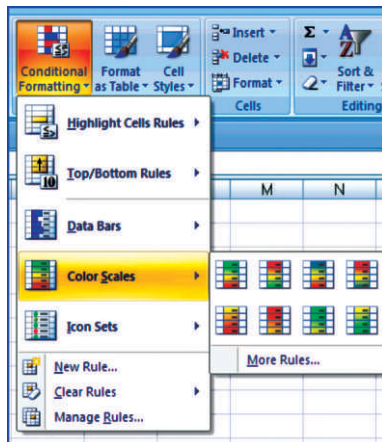 Insert
Delete
Format
Conditional Formatting
Format as Table
Cell Styles
Σ
A
Z
Sort & Filter
Cells
Editing
Highlight Cells Rules
10
Top/Bottom Rules
M N
Data Bars
Color Scales
Icon Sets
More Rules...
New Rule...
Clear Rules
Manage Rules...